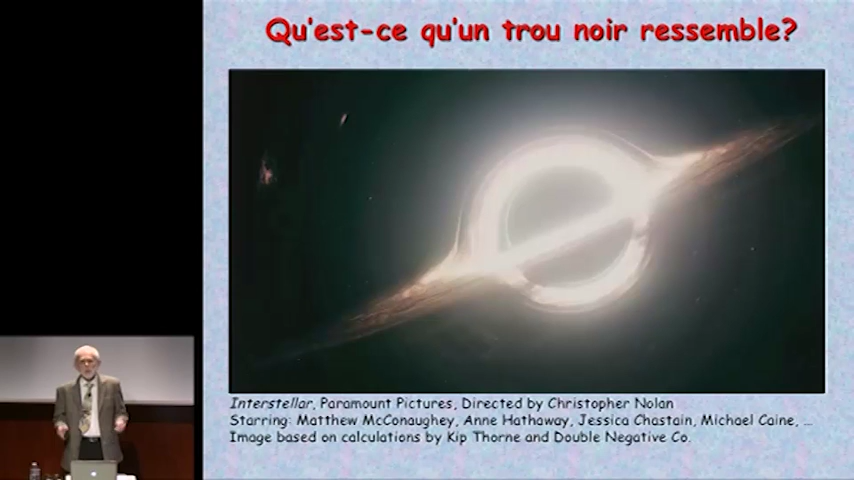 Qu'est-ce qu'un trou noir ressemble?
Interstellar, Paramount Pictures, Directed by Christopher Nolan
Starring: Matthew McConaughey, Anne Hathaway, Jessica Chastain, Michael Caine, ...
Image based on calculations by Kip Thorne and Double Negative Co.